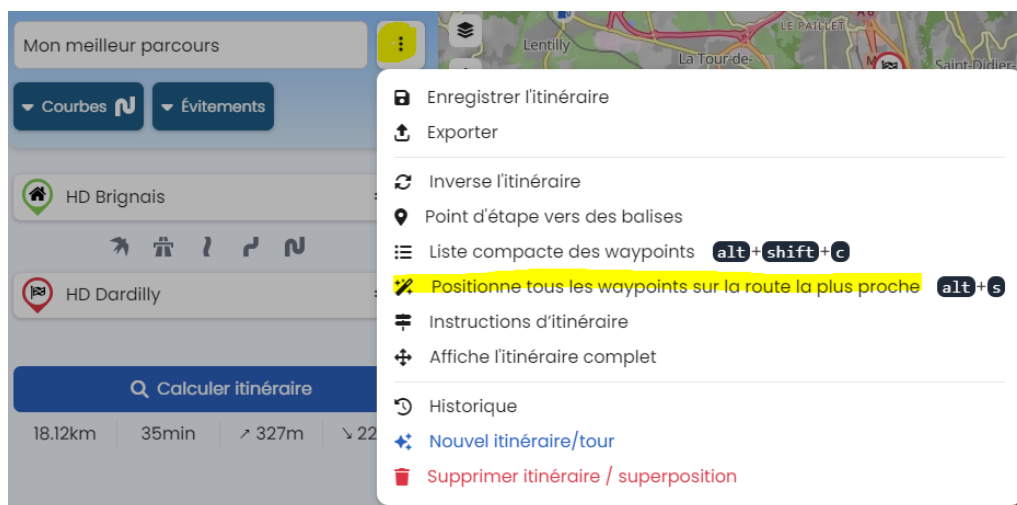 Mon meilleur parcours
Lentilly
LE PAILLET
La Tour-de-
Saint-Didier-
Courbes
Évitements
Enregistrer l'itinéraire
Exporter
HD Brignais
Inverse l'itinéraire
Point d'étape vers des balises
Liste compacte des waypoints alt+shift+c
HD Dardilly
Positionne tous les waypoints sur la route la plus proche alt+s
Instructions d’itinéraire
Affiche l'itinéraire complet
Calculer itinéraire
18.12km 35min ↗ 327m ↘ 22
Historique
Nouvel itinéraire/tour
Supprimer itinéraire / superposition